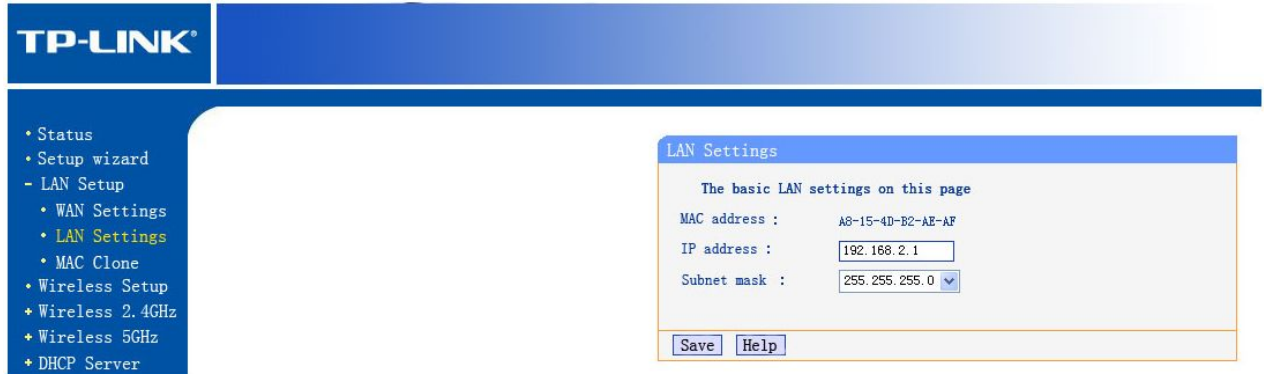 TP-LINK®
Status
Setup wizard
LAN Setup
WAN Settings
LAN Settings
MAC Clone
Wireless Setup
Wireless 2.4GHz
Wireless 5GHz
DHCP Server
LAN Settings
The basic LAN settings on this page
MAC address : A8-15-4D-B2-AE-AF
IP address : 192.168.2.1
Subnet mask : 255.255.255.0
Save Help